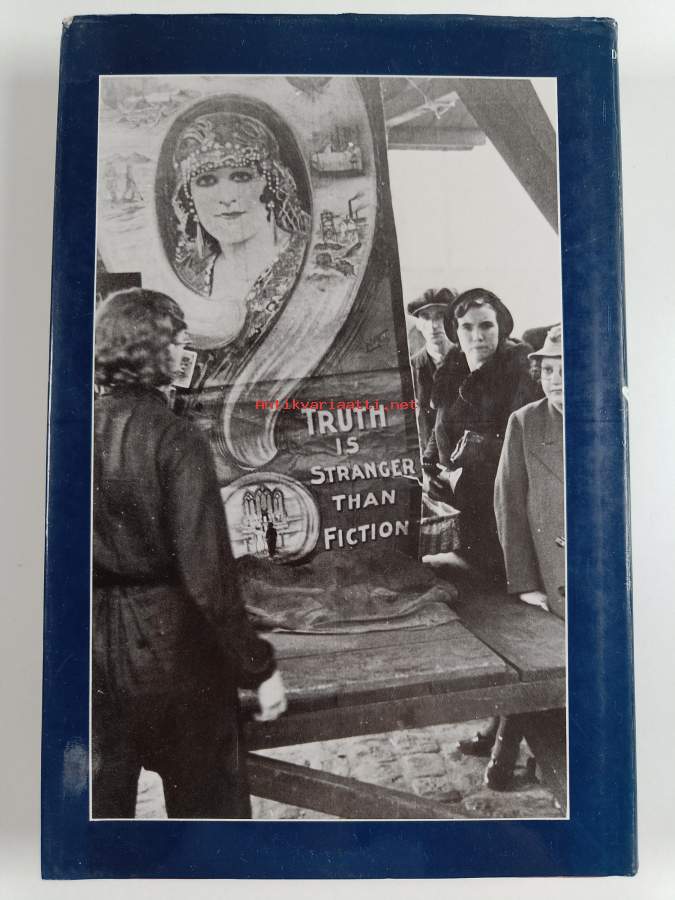 Antikvariaatti.net
TRUTH
IS
STRANGER
THAN
FICTION